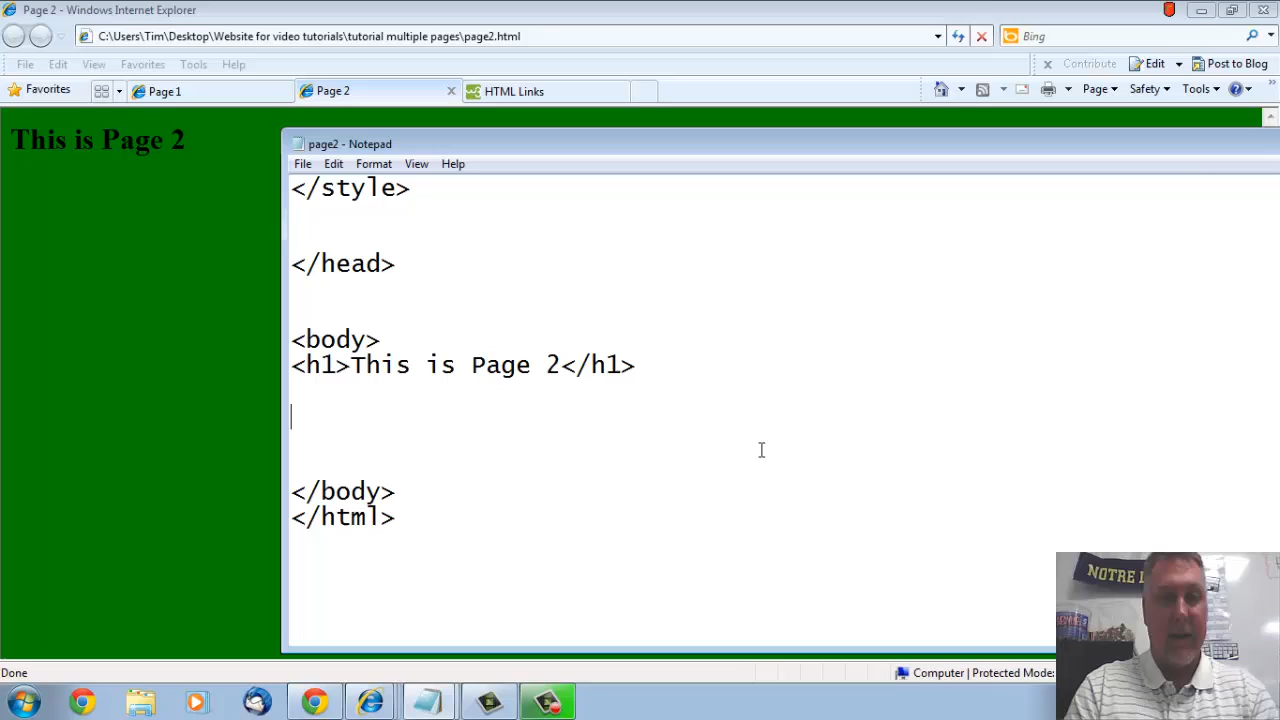 Page 2 - Windows Internet Explorer
C:\Users\Tim\Desktop\Website for video tutorials\tutorial multiple pages\page2.html
Bing
File Edit View Favorites Tools Help
Contribute Edit Post to Blog
Favorites Page 1 Page 2 HTML Links
Page Safety Tools
This is Page 2
page2 - Notepad
File Edit Format View Help
</style>
</head>
<body>
<h1>This is Page 2</h1>
</body>
</html>
NOTRE
Done
Computer | Protected Mode: